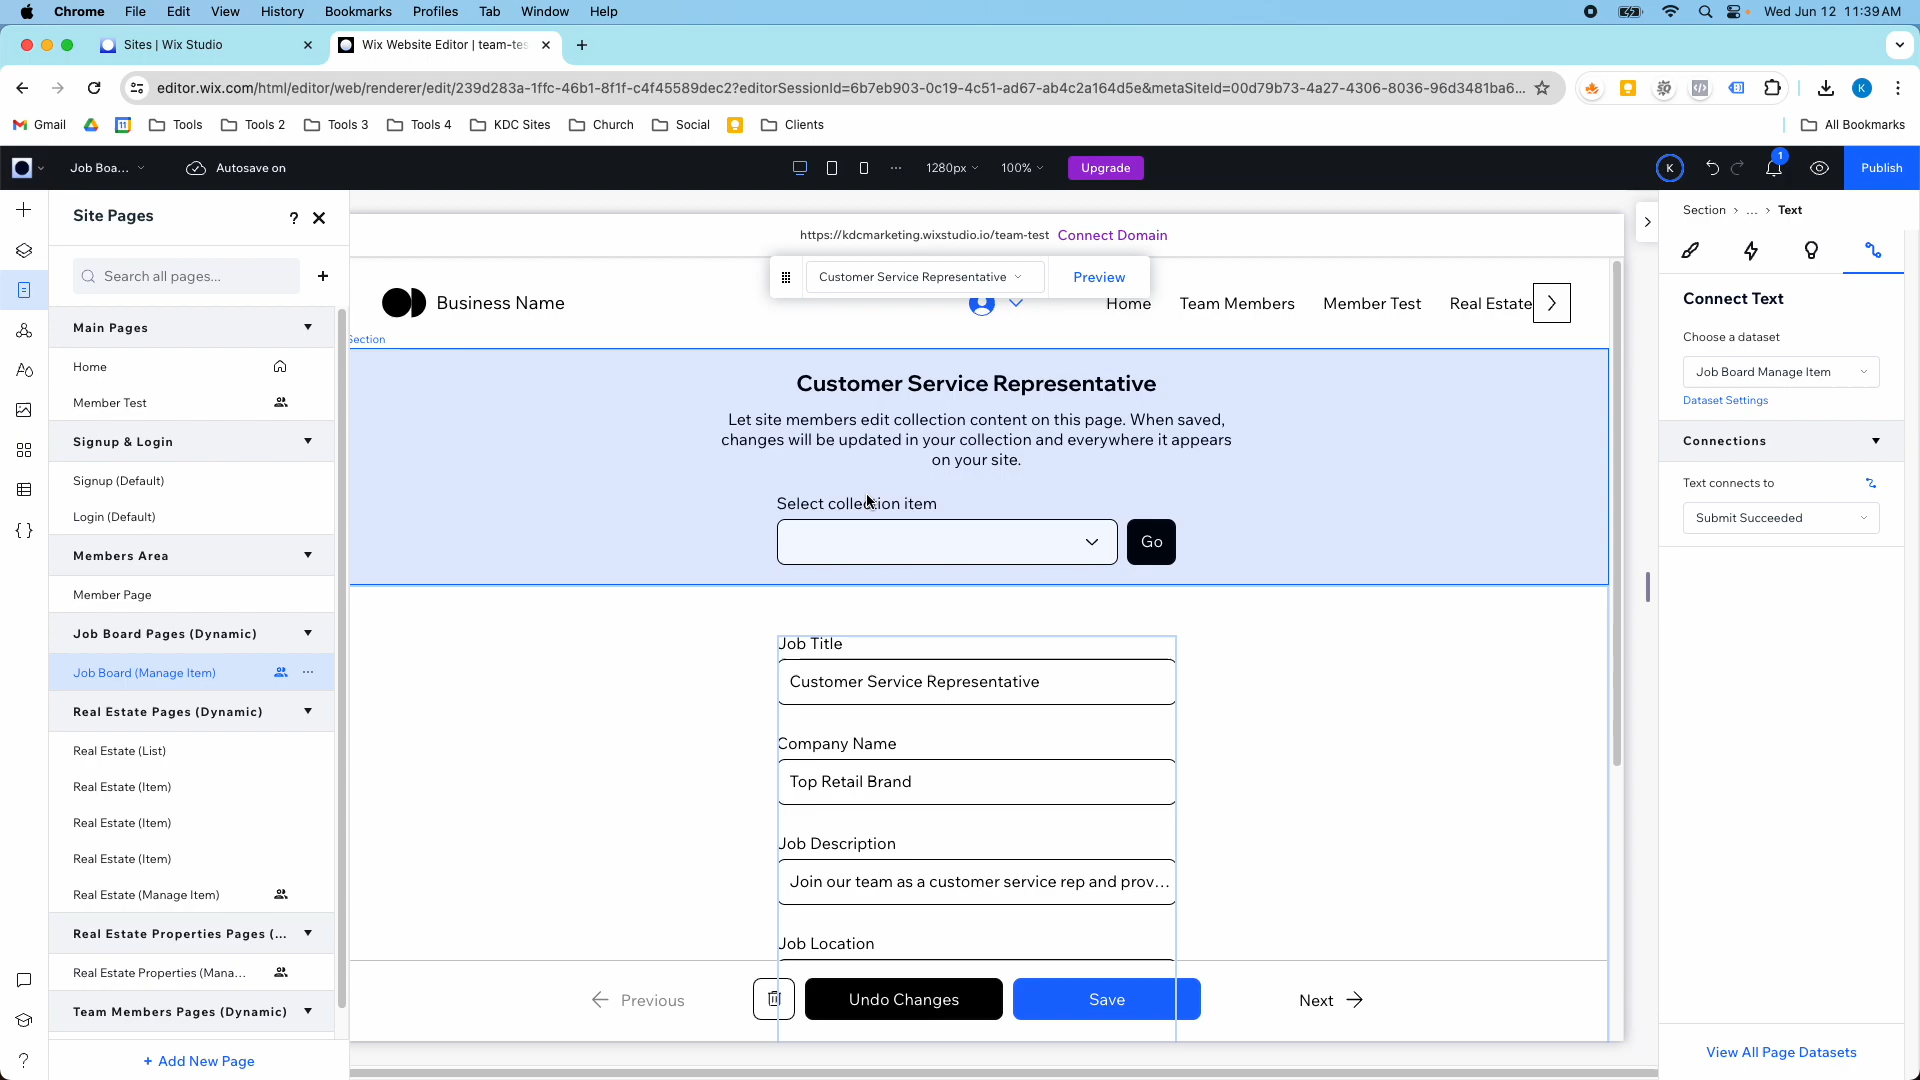 Chrome File Edit View History Bookmarks Profiles Tab Window Help Wed Jun 12 11:39 AM
Sites | Wix Studio
Wix Website Editor | team-tes
editor.wix.com/html/editor/web/renderer/edit/239d283a-1ffc-46b1-8f1f-c4f45589dec2?editorSessionId=6b7eb903-0c19-4c51-ad67-ab4c2a164d5e&metaSiteId=00d79b73-4a27-4306-8036-96d3481ba6...
K
Gmail 11 Tools Tools 2 Tools 3 Tools 4 KDC Sites Church Social Clients All Bookmarks
Job Boa... Autosave on 1280px 100% Upgrade K 1 Publish
Site Pages ?
Search all pages...
Main Pages
Home
Member Test
Signup & Login
Signup (Default)
Login (Default)
Members Area
Member Page
Job Board Pages (Dynamic)
Job Board (Manage Item) ...
Real Estate Pages (Dynamic)
Real Estate (List)
Real Estate (Item)
Real Estate (Item)
Real Estate (Item)
Real Estate (Manage Item)
Real Estate Properties Pages (...
Real Estate Properties (Mana...
Team Members Pages (Dynamic)
+ Add New Page
?
https://kdcmarketing.wixstudio.io/team-test Connect Domain
Customer Service Representative Preview
Business Name Home Team Members Member Test Real Estate
Section
Customer Service Representative
Let site members edit collection content on this page. When saved,
changes will be updated in your collection and everywhere it appears
on your site.
Select collection item
Go
Job Title
Customer Service Representative
Company Name
Top Retail Brand
Job Description
Join our team as a customer service rep and prov...
Job Location
Previous Undo Changes Save Next
Section > ... > Text
Connect Text
Choose a dataset
Job Board Manage Item
Dataset Settings
Connections
Text connects to
Submit Succeeded
View All Page Datasets